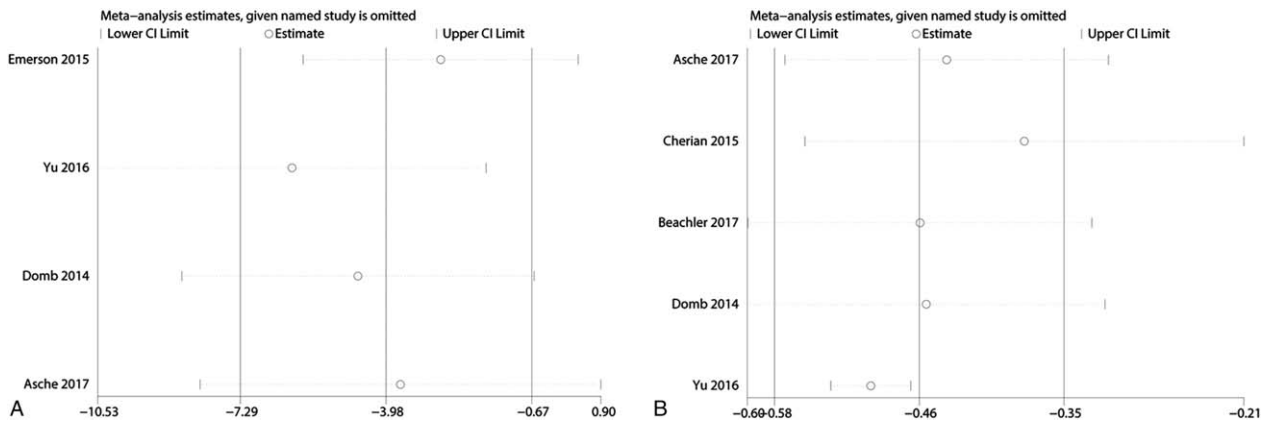 Meta−analysis estimates, given named study is omitted
Lower CI Limit Estimate Upper CI Limit
Emerson 2015
Yu 2016
Domb 2014
Asche 2017
−10.53 −7.29 −3.98 −0.67 0.90
A
Meta−analysis estimates, given named study is omitted
Lower CI Limit Estimate Upper CI Limit
Asche 2017
Cherian 2015
Beachler 2017
Domb 2014
Yu 2016
−0.58 −0.46 −0.35 −0.21
B